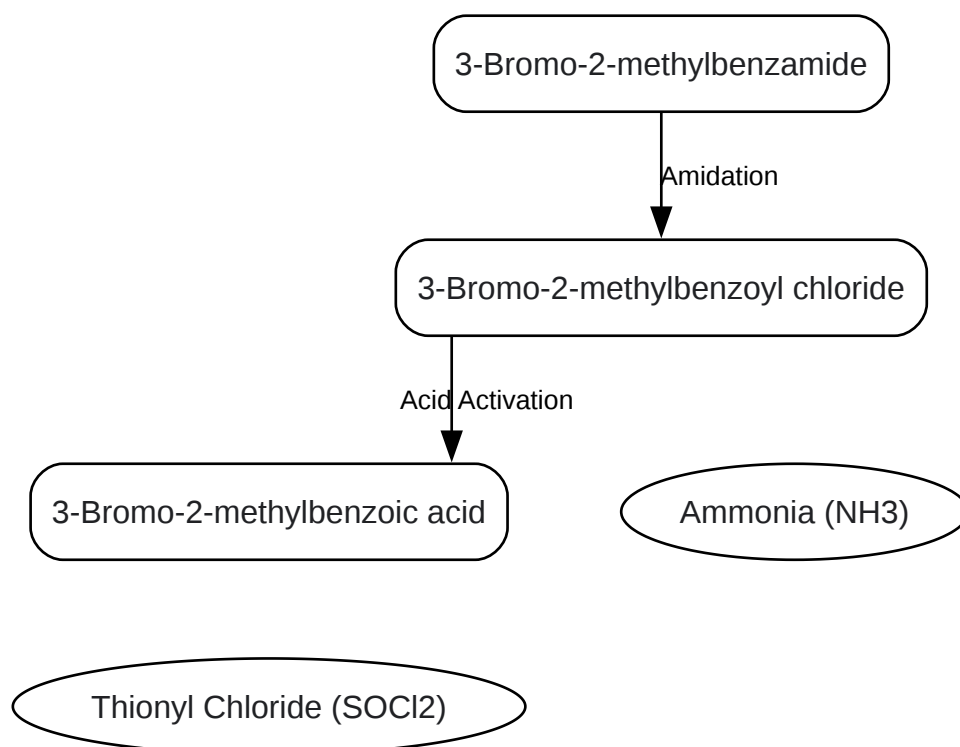 3-Bromo-2-methylbenzamide
Amidation
3-Bromo-2-methylbenzoyl chloride
Acid Activation
3-Bromo-2-methylbenzoic acid
Ammonia (NH3)
Thionyl Chloride (SOCl2)